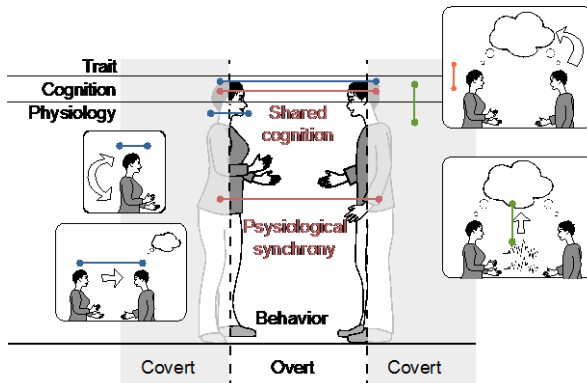 Trait
Cognition
Physiology
Shared
cognition
Psysiological
synchrony
Behavior
Covert
Overt
Covert